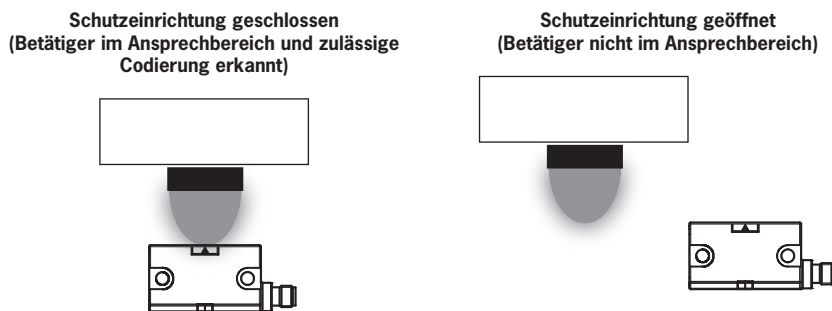 Schutzeinrichtung geschlossen
(Betätiger im Ansprechbereich und zulässige
Codierung erkannt)
Schutzeinrichtung geöffnet
(Betätiger nicht im Ansprechbereich)